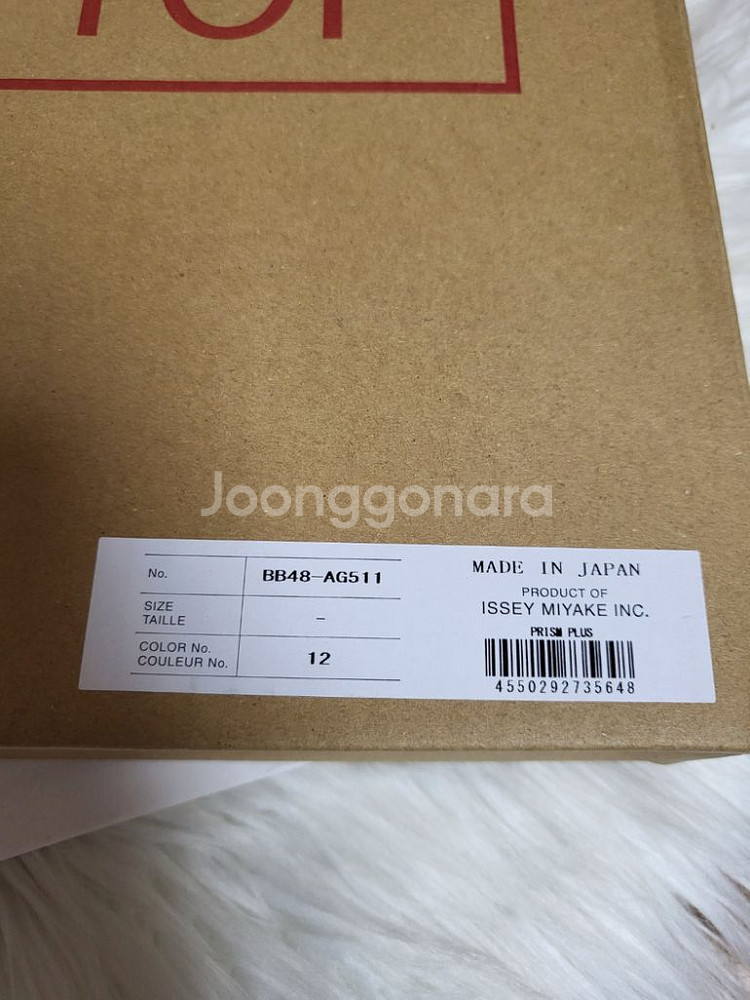 Joonggonara
No. BB48-AG511
SIZE
TAILLE -
COLOR No.
COULEUR No. 12
MADE IN JAPAN
PRODUCT OF
ISSEY MIYAKE INC.
PRISM PLUS
4550292735648